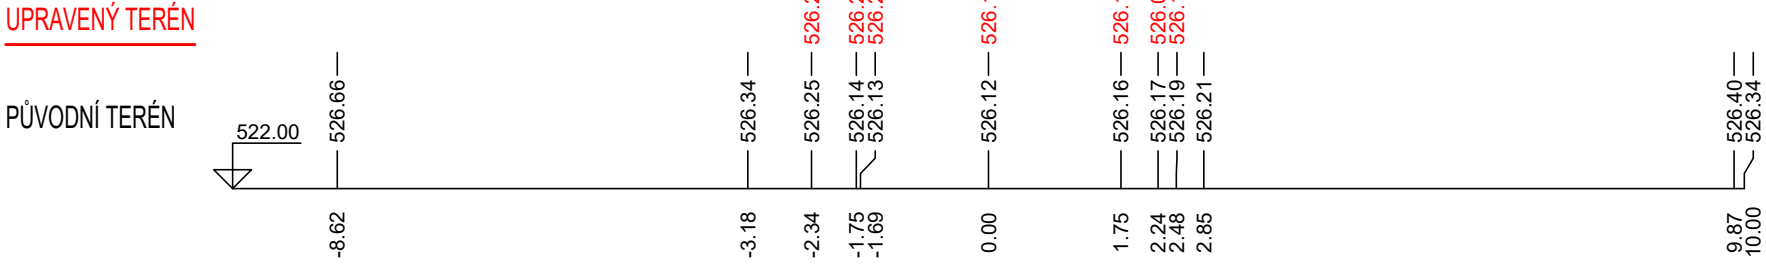 UPRAVENÝ TERÉN
PŮVODNÍ TERÉN
522.00
526.66 526.34 526.25 526.14 526.13 526.12 526.16 526.17 526.19 526.21 526.40 526.34
-8.62 -3.18 -2.34 -1.75 -1.69 0.00 1.75 2.24 2.48 2.85 9.87 10.00